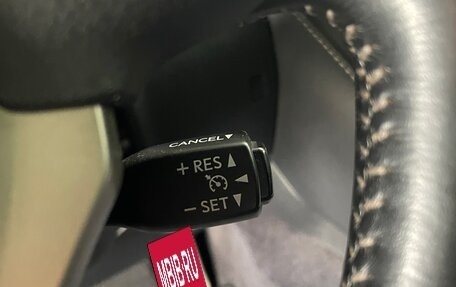 CANCEL
+ RES
− SET
MBIB.RU